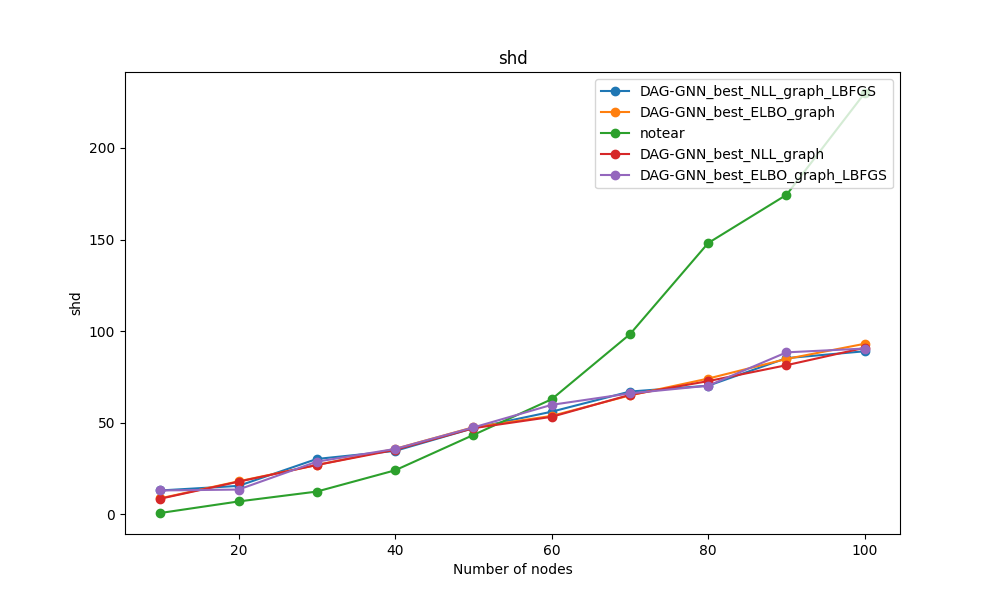 shd
DAG-GNN_best_NLL_graph_LBFGS
DAG-GNN_best_ELBO_graph
notear
DAG-GNN_best_NLL_graph
DAG-GNN_best_ELBO_graph_LBFGS
200
150
100
50
0
shd
20
40
60
80
100
Number of nodes